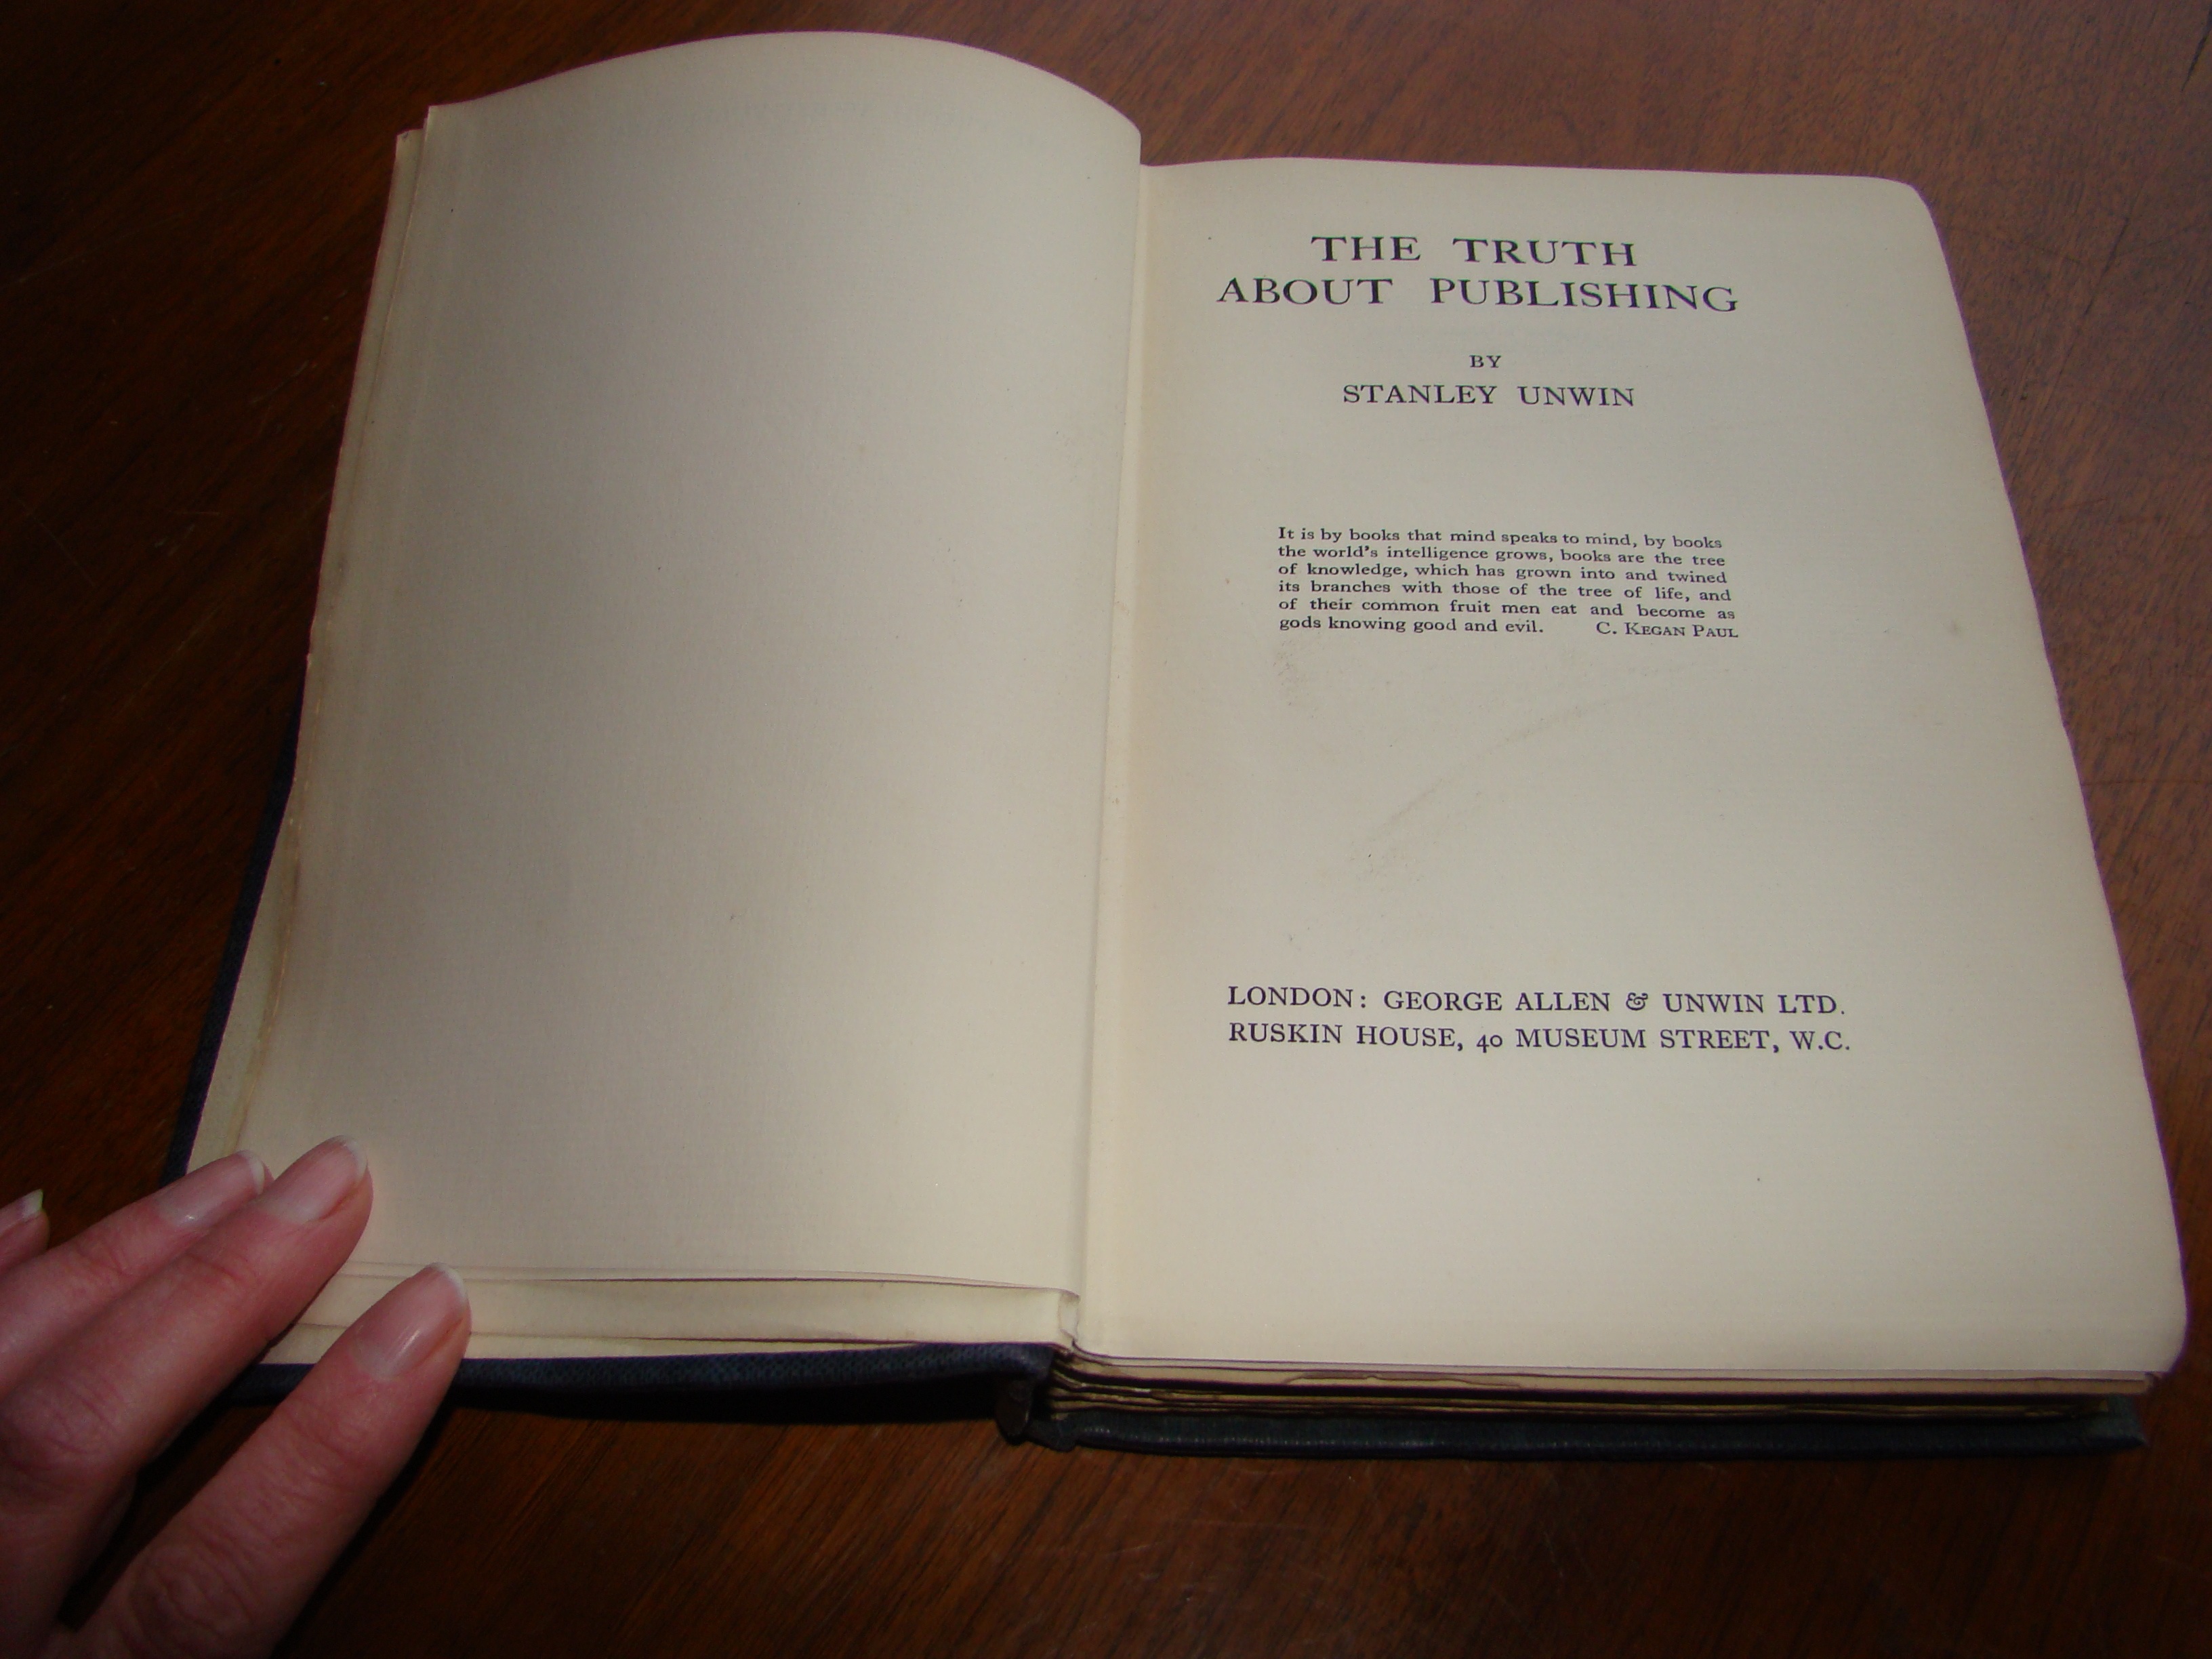 THE TRUTH
ABOUT PUBLISHING
BY
STANLEY UNWIN
It is by books that mind speaks to mind, by books
the world's intelligence grows, books are the tree
of knowledge, which has grown into and twined
its branches with those of the tree of life, and
of their common fruit men eat and become as
gods knowing good and evil. C. KEGAN PAUL
LONDON: GEORGE ALLEN & UNWIN LTD.
RUSKIN HOUSE, 40 MUSEUM STREET, W.C.